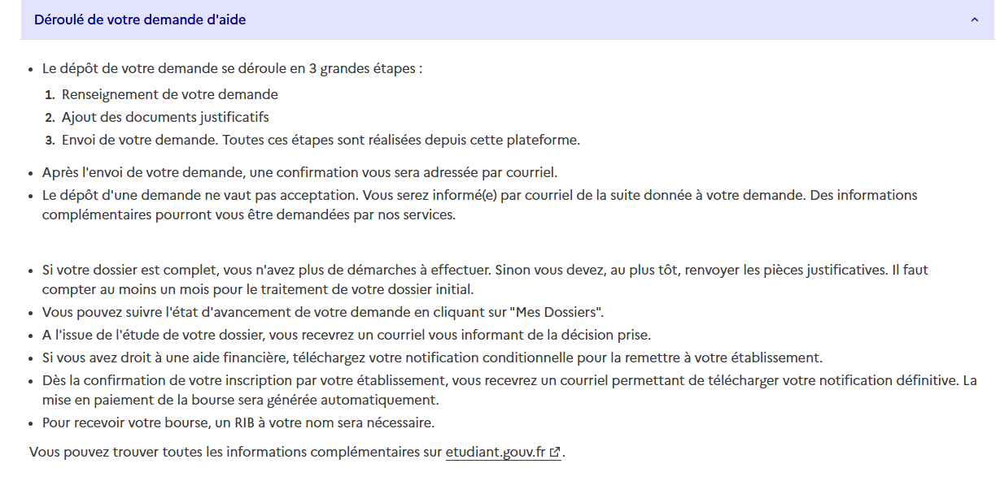 Déroulé de votre demande d'aide
• Le dépôt de votre demande se déroule en 3 grandes étapes :
1. Renseignement de votre demande
2. Ajout des documents justificatifs
3. Envoi de votre demande. Toutes ces étapes sont réalisées depuis cette plateforme.
• Après l'envoi de votre demande, une confirmation vous sera adressée par courriel.
• Le dépôt d'une demande ne vaut pas acceptation. Vous serez informé(e) par courriel de la suite donnée à votre demande. Des informations
complémentaires pourront vous être demandées par nos services.
• Si votre dossier est complet, vous n'avez plus de démarches à effectuer. Sinon vous devez, au plus tôt, renvoyer les pièces justificatives. Il faut
compter au moins un mois pour le traitement de votre dossier initial.
• Vous pouvez suivre l'état d'avancement de votre demande en cliquant sur "Mes Dossiers".
• A l'issue de l'étude de votre dossier, vous recevrez un courriel vous informant de la décision prise.
• Si vous avez droit à une aide financière, téléchargez votre notification conditionnelle pour la remettre à votre établissement.
• Dès la confirmation de votre inscription par votre établissement, vous recevrez un courriel permettant de télécharger votre notification définitive. La
mise en paiement de la bourse sera générée automatiquement.
• Pour recevoir votre bourse, un RIB à votre nom sera nécessaire.
Vous pouvez trouver toutes les informations complémentaires sur etudiant.gouv.fr.